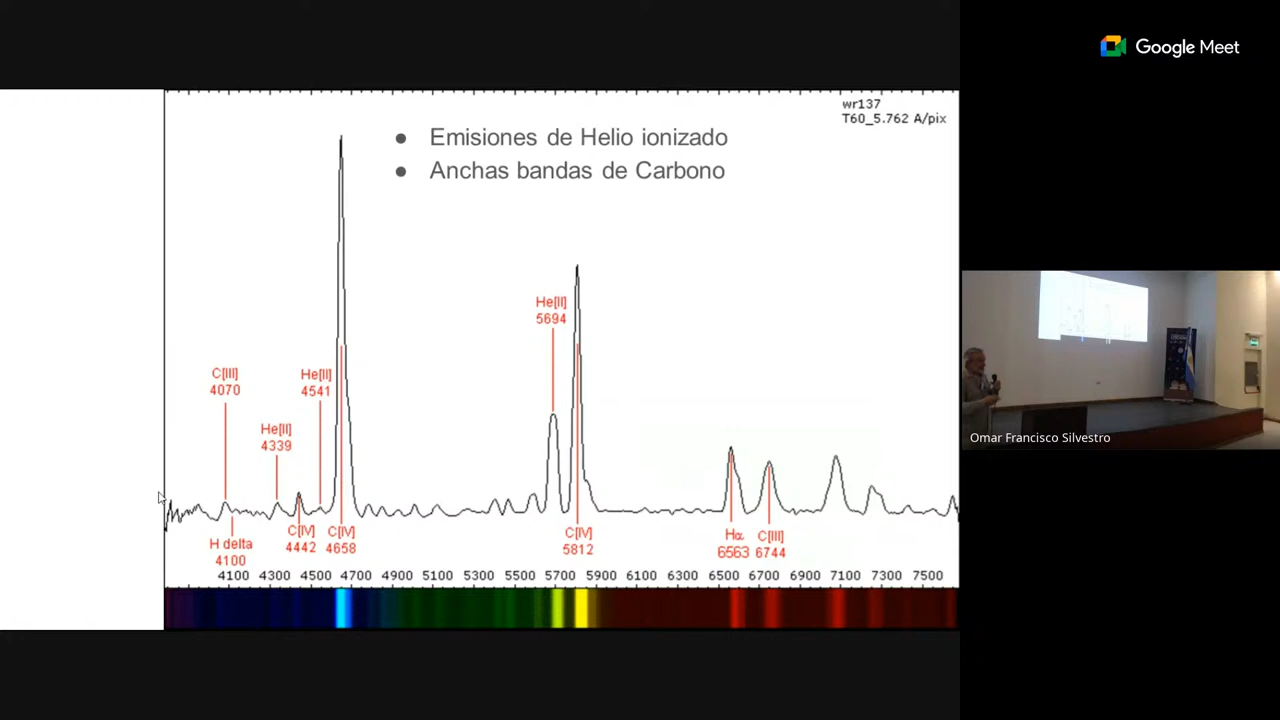 Google Meet
wr137
T60_5.762 A/pix
● Emisiones de Helio ionizado
● Anchas bandas de Carbono
He[II]
5694
C[III]
4070
He[II]
4541
He[II]
4339
H delta
4100
C[IV]
4442
C[IV]
4658
C[IV]
5812
Hα
6563
C[III]
6744
4100 4300 4500 4700 4900 5100 5300 5500 5700 5900 6100 6300 6500 6700 6900 7100 7300 7500
Omar Francisco Silvestro